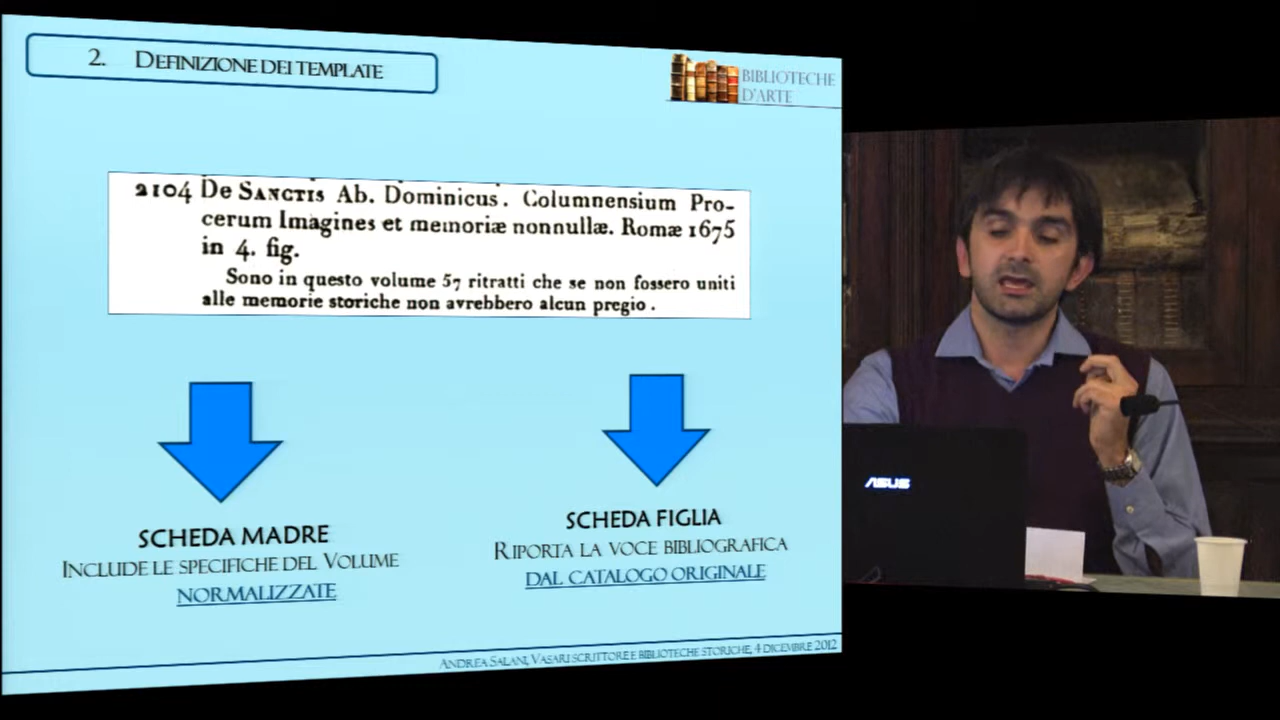 2. Definizione dei template
BIBLIOTECHE
D'ARTE
2104 De Sanctis Ab. Dominicus. Columnensium Pro-
cerum Imagines et memoriæ nonnullæ. Romæ 1675
in 4. fig.
Sono in questo volume 57 ritratti che se non fossero uniti
alle memorie storiche non avrebbero alcun pregio.
SCHEDA MADRE
Include le specifiche del Volume
normalizzate
SCHEDA FIGLIA
Riporta la voce bibliografica
dal catalogo originale
Andrea Salani, Vasari scrittore e biblioteche storiche, 4 dicembre 2012
ASUS